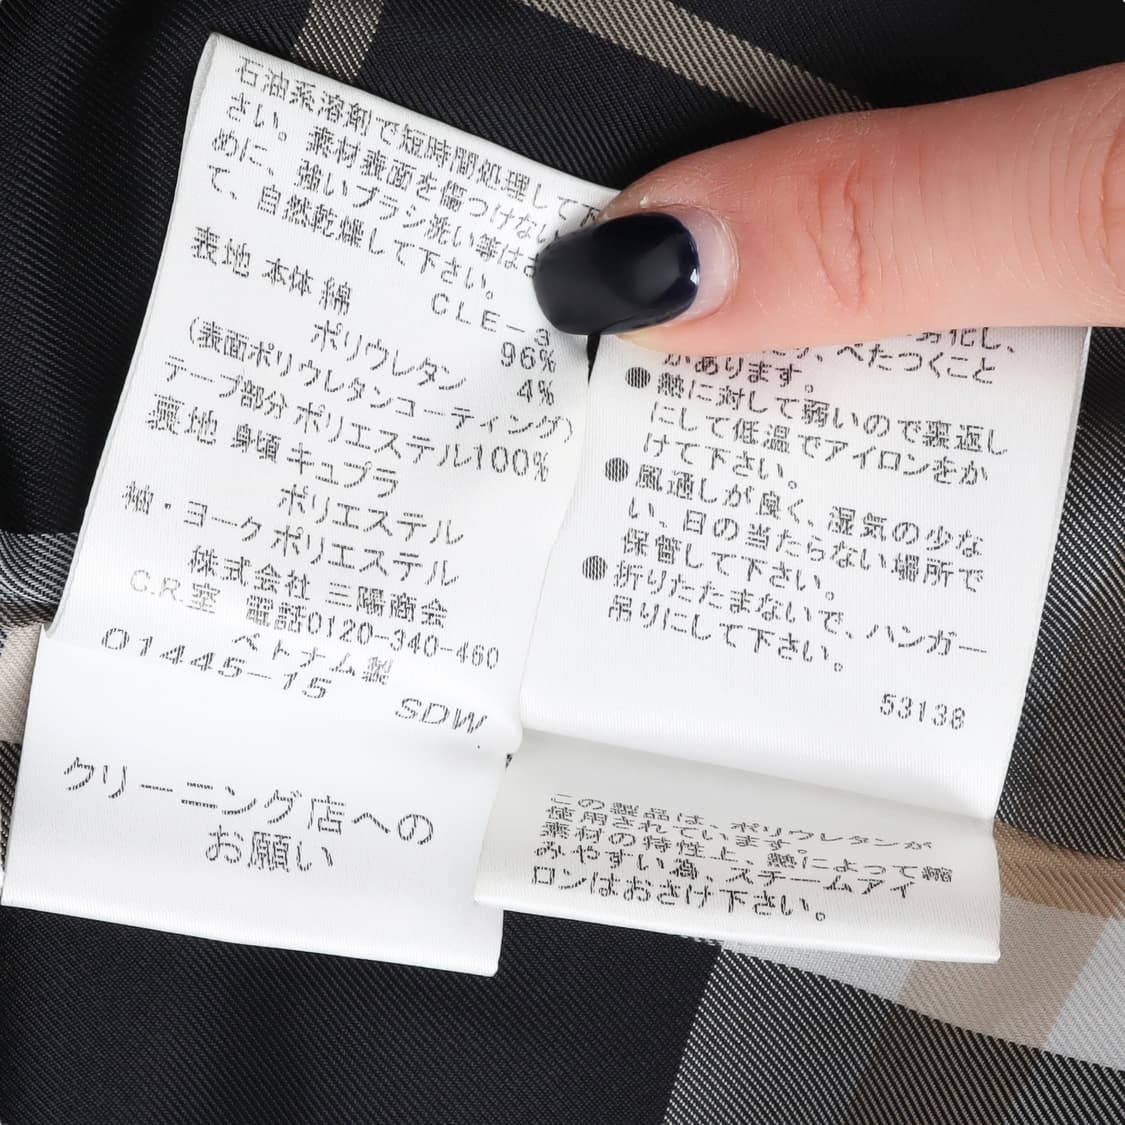 石油系溶剤で短時間処理して下
さい。素材表面を傷つけない
めに、強いブラシ洗い等は
て、自然乾燥して下さい。
CLE-3
表地 本体 綿 96%
ポリウレタン 4%
(表面ポリウレタンコーティング)
テープ部分 ポリエステル100%
裏地 身頃 キュプラ
ポリエステル
袖・ヨーク ポリエステル
株式会社 三陽商会
C.R.室 電話0120-340-460
ベトナム製
01445-15
SDW.
クリーニング店への
お願い
劣化し、
べたつくこと
があります。
●熱に対して弱いので裏返し
にして低温でアイロンをか
けて下さい。
●風通しが良く、湿気の少な
い、日の当たらない場所で
保管して下さい。
●折りたたまないで、ハンガー
吊りにして下さい。
53138
この製品は、ポリウレタンが
使用されています。
素材の特性上、熱によって縮
みやすい為、スチームアイ
ロンはおさけ下さい。